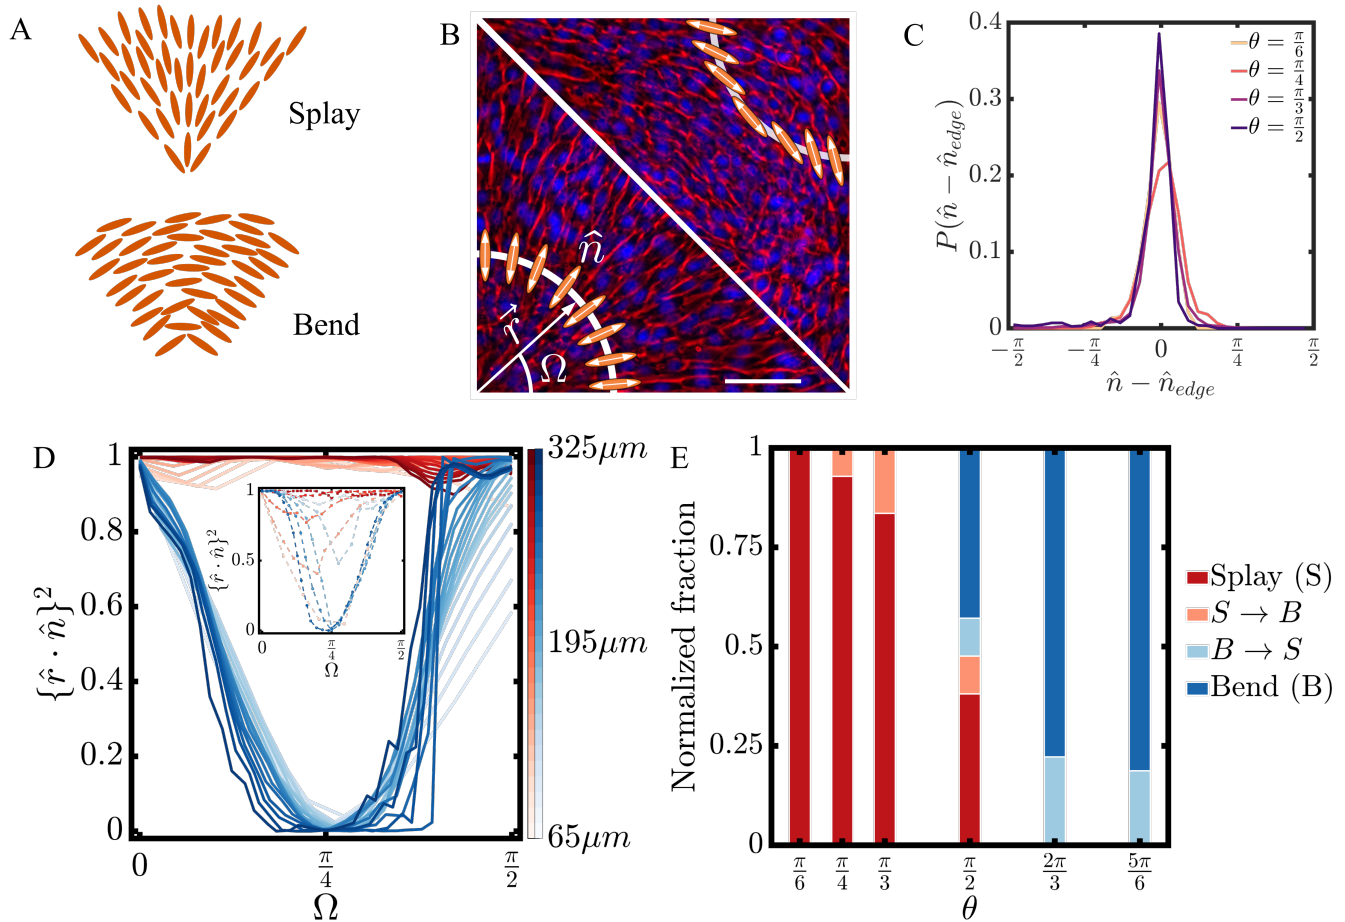 A
Splay
Bend
B
n̂
r⃗
Ω
C
0.4
0.3
0.2
0.1
0
P(n̂ − n̂edge)
θ = π/6
θ = π/4
θ = π/3
θ = π/2
−π/2
−π/4
0
π/4
π/2
n̂ − n̂edge
D
1
0.8
0.6
0.4
0.2
0
{r̂ · n̂}²
0
π/4
π/2
Ω
1
0.5
0
{r̂ · n̂}²
0
π/4
π/2
Ω
325μm
195μm
65μm
E
1
0.75
0.5
0.25
0
Normalized fraction
π/6
π/4
π/3
π/2
2π/3
5π/6
θ
Splay (S)
S → B
B → S
Bend (B)